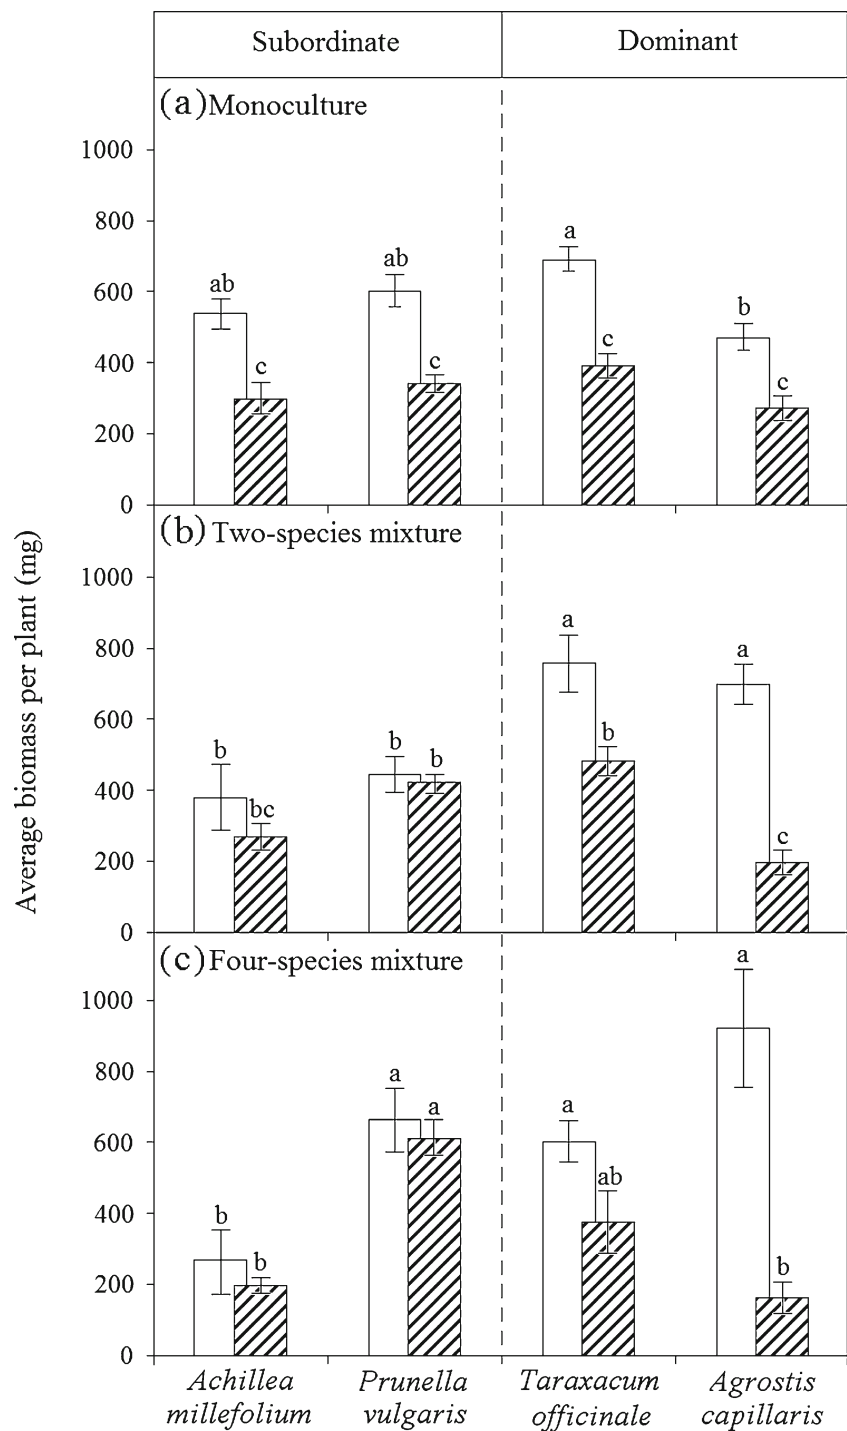 Subordinate Dominant
(a) Monoculture
1000
800
600
400
200
0
ab
c
ab
c
a
c
b
c
Average biomass per plant (mg)
(b) Two-species mixture
1000
800
600
400
200
0
b
bc
b
b
a
b
a
c
(c) Four-species mixture
1000
800
600
400
200
0
b
b
a
a
a
ab
a
b
Achillea
millefolium
Prunella
vulgaris
Taraxacum
officinale
Agrostis
capillaris